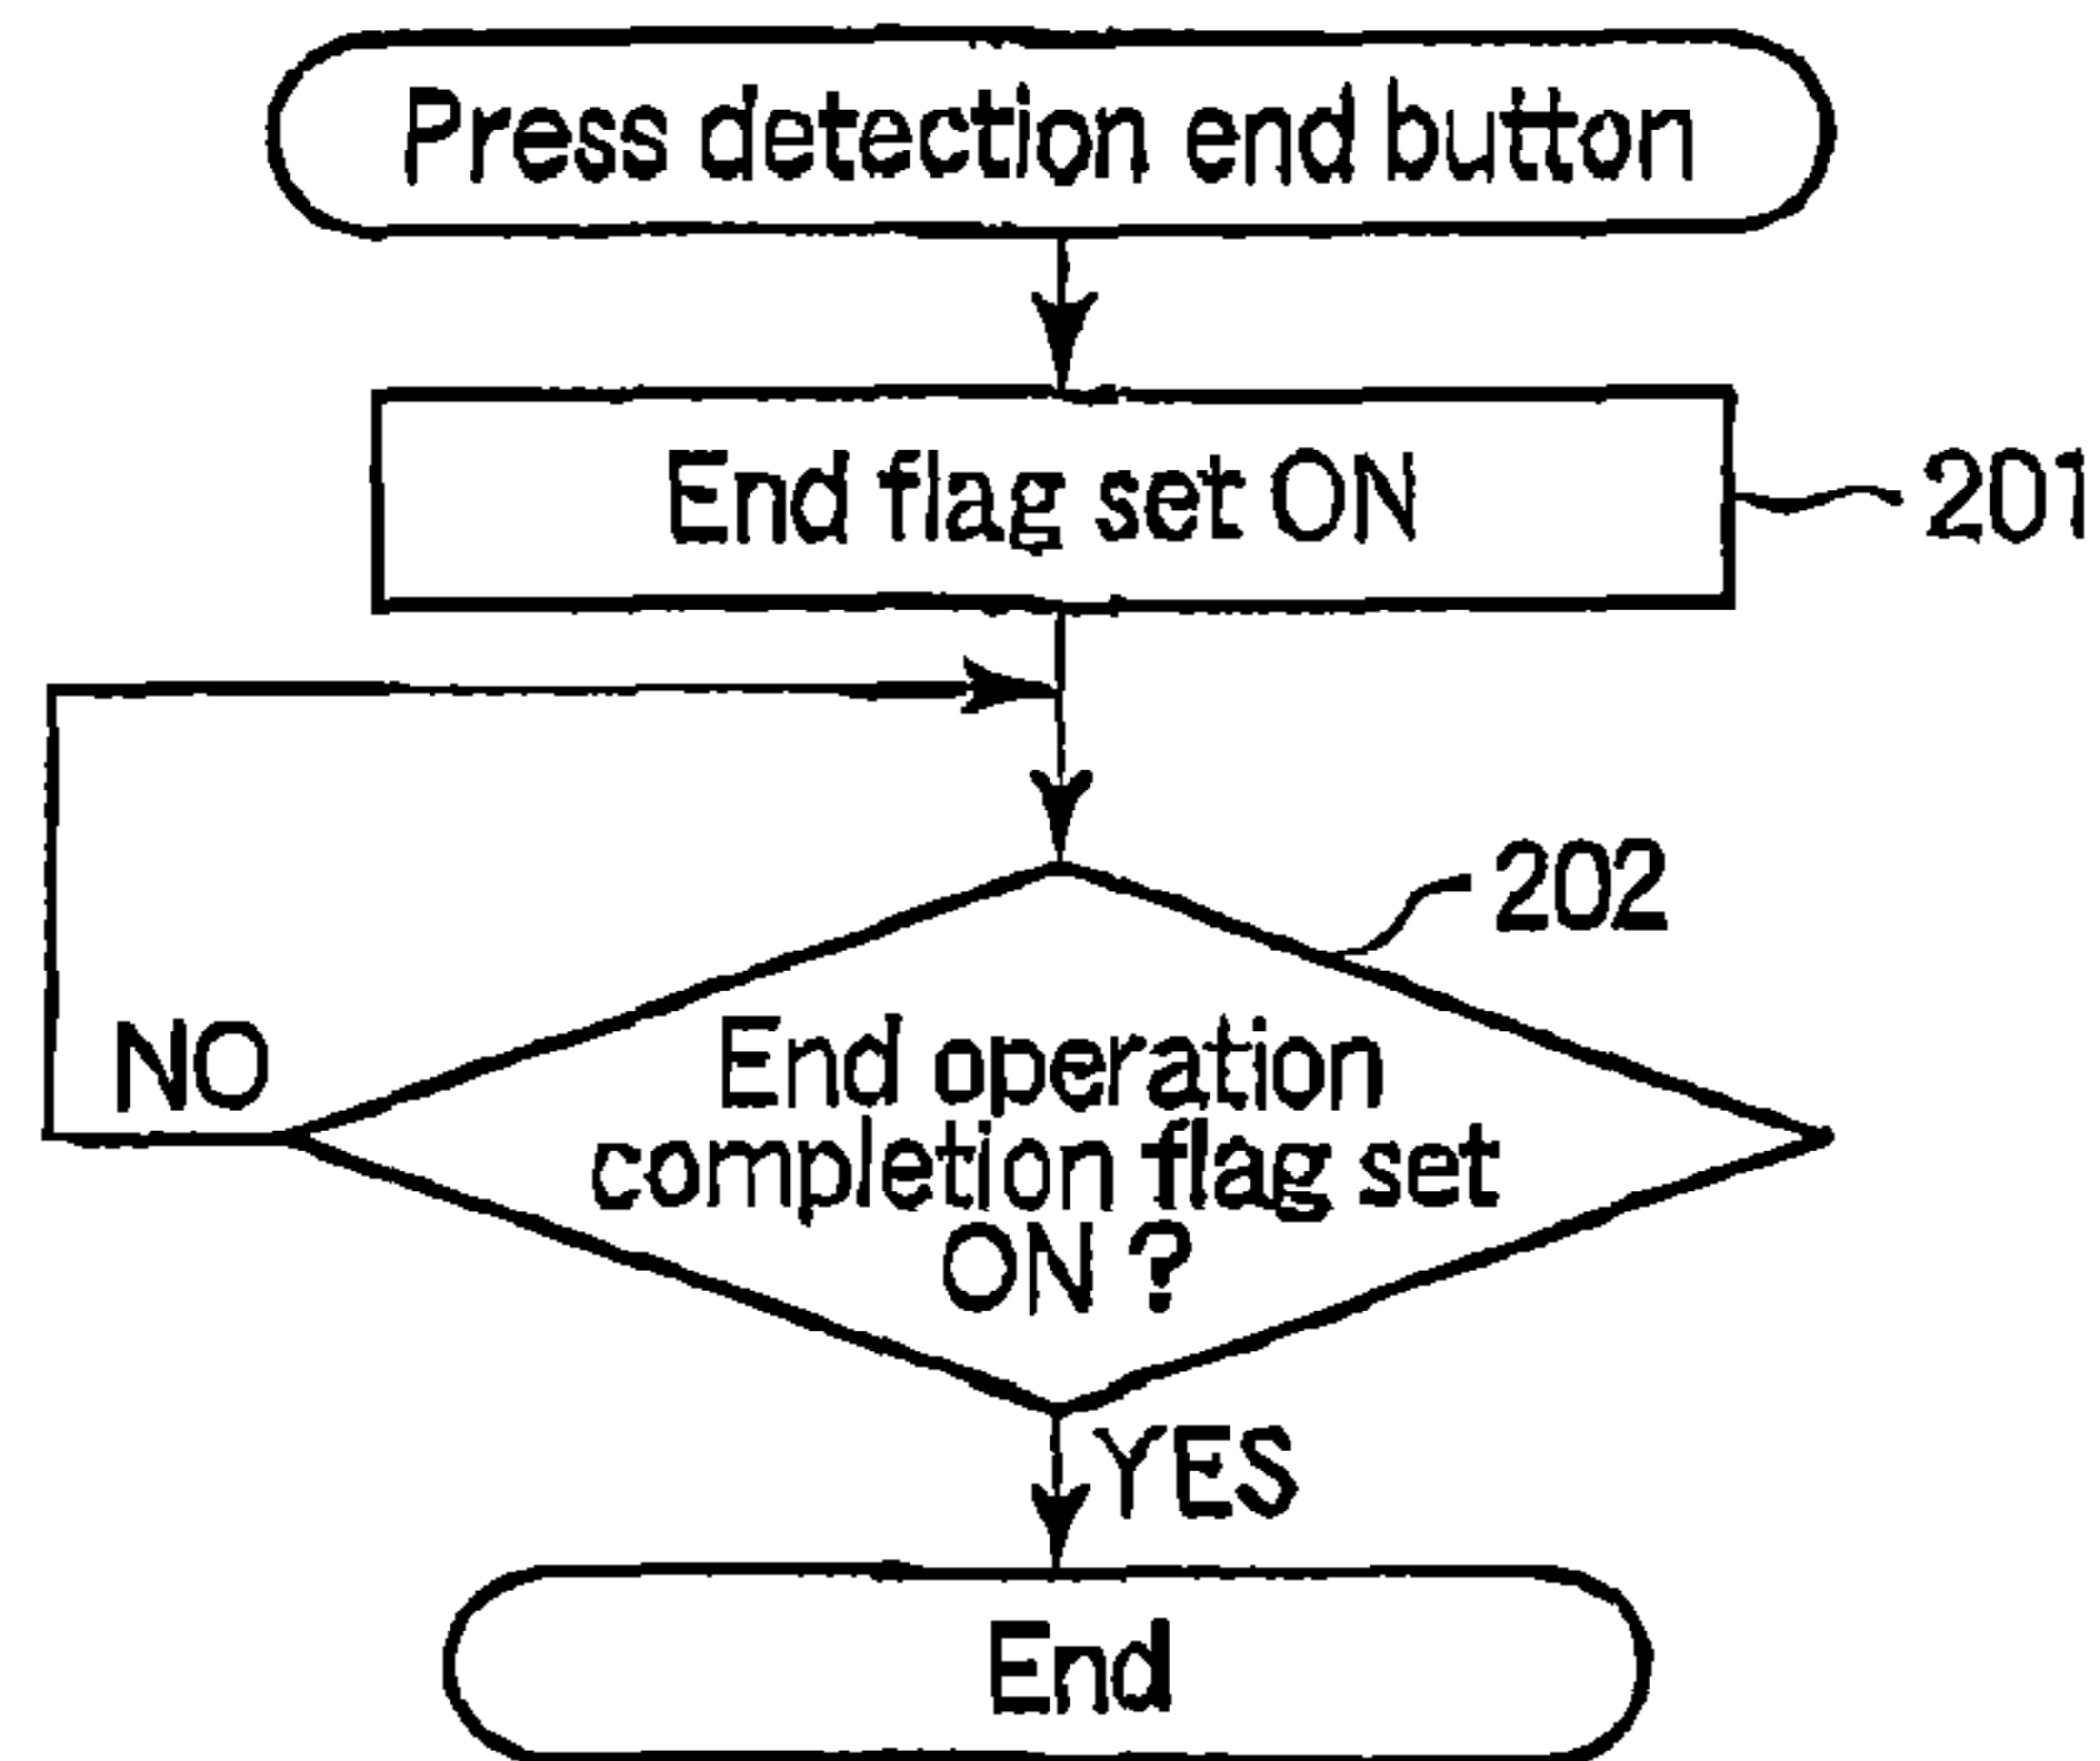 Press detection end button
End flag set ON
201
202
NO
End operation
completion flag set
ON ?
YES
End